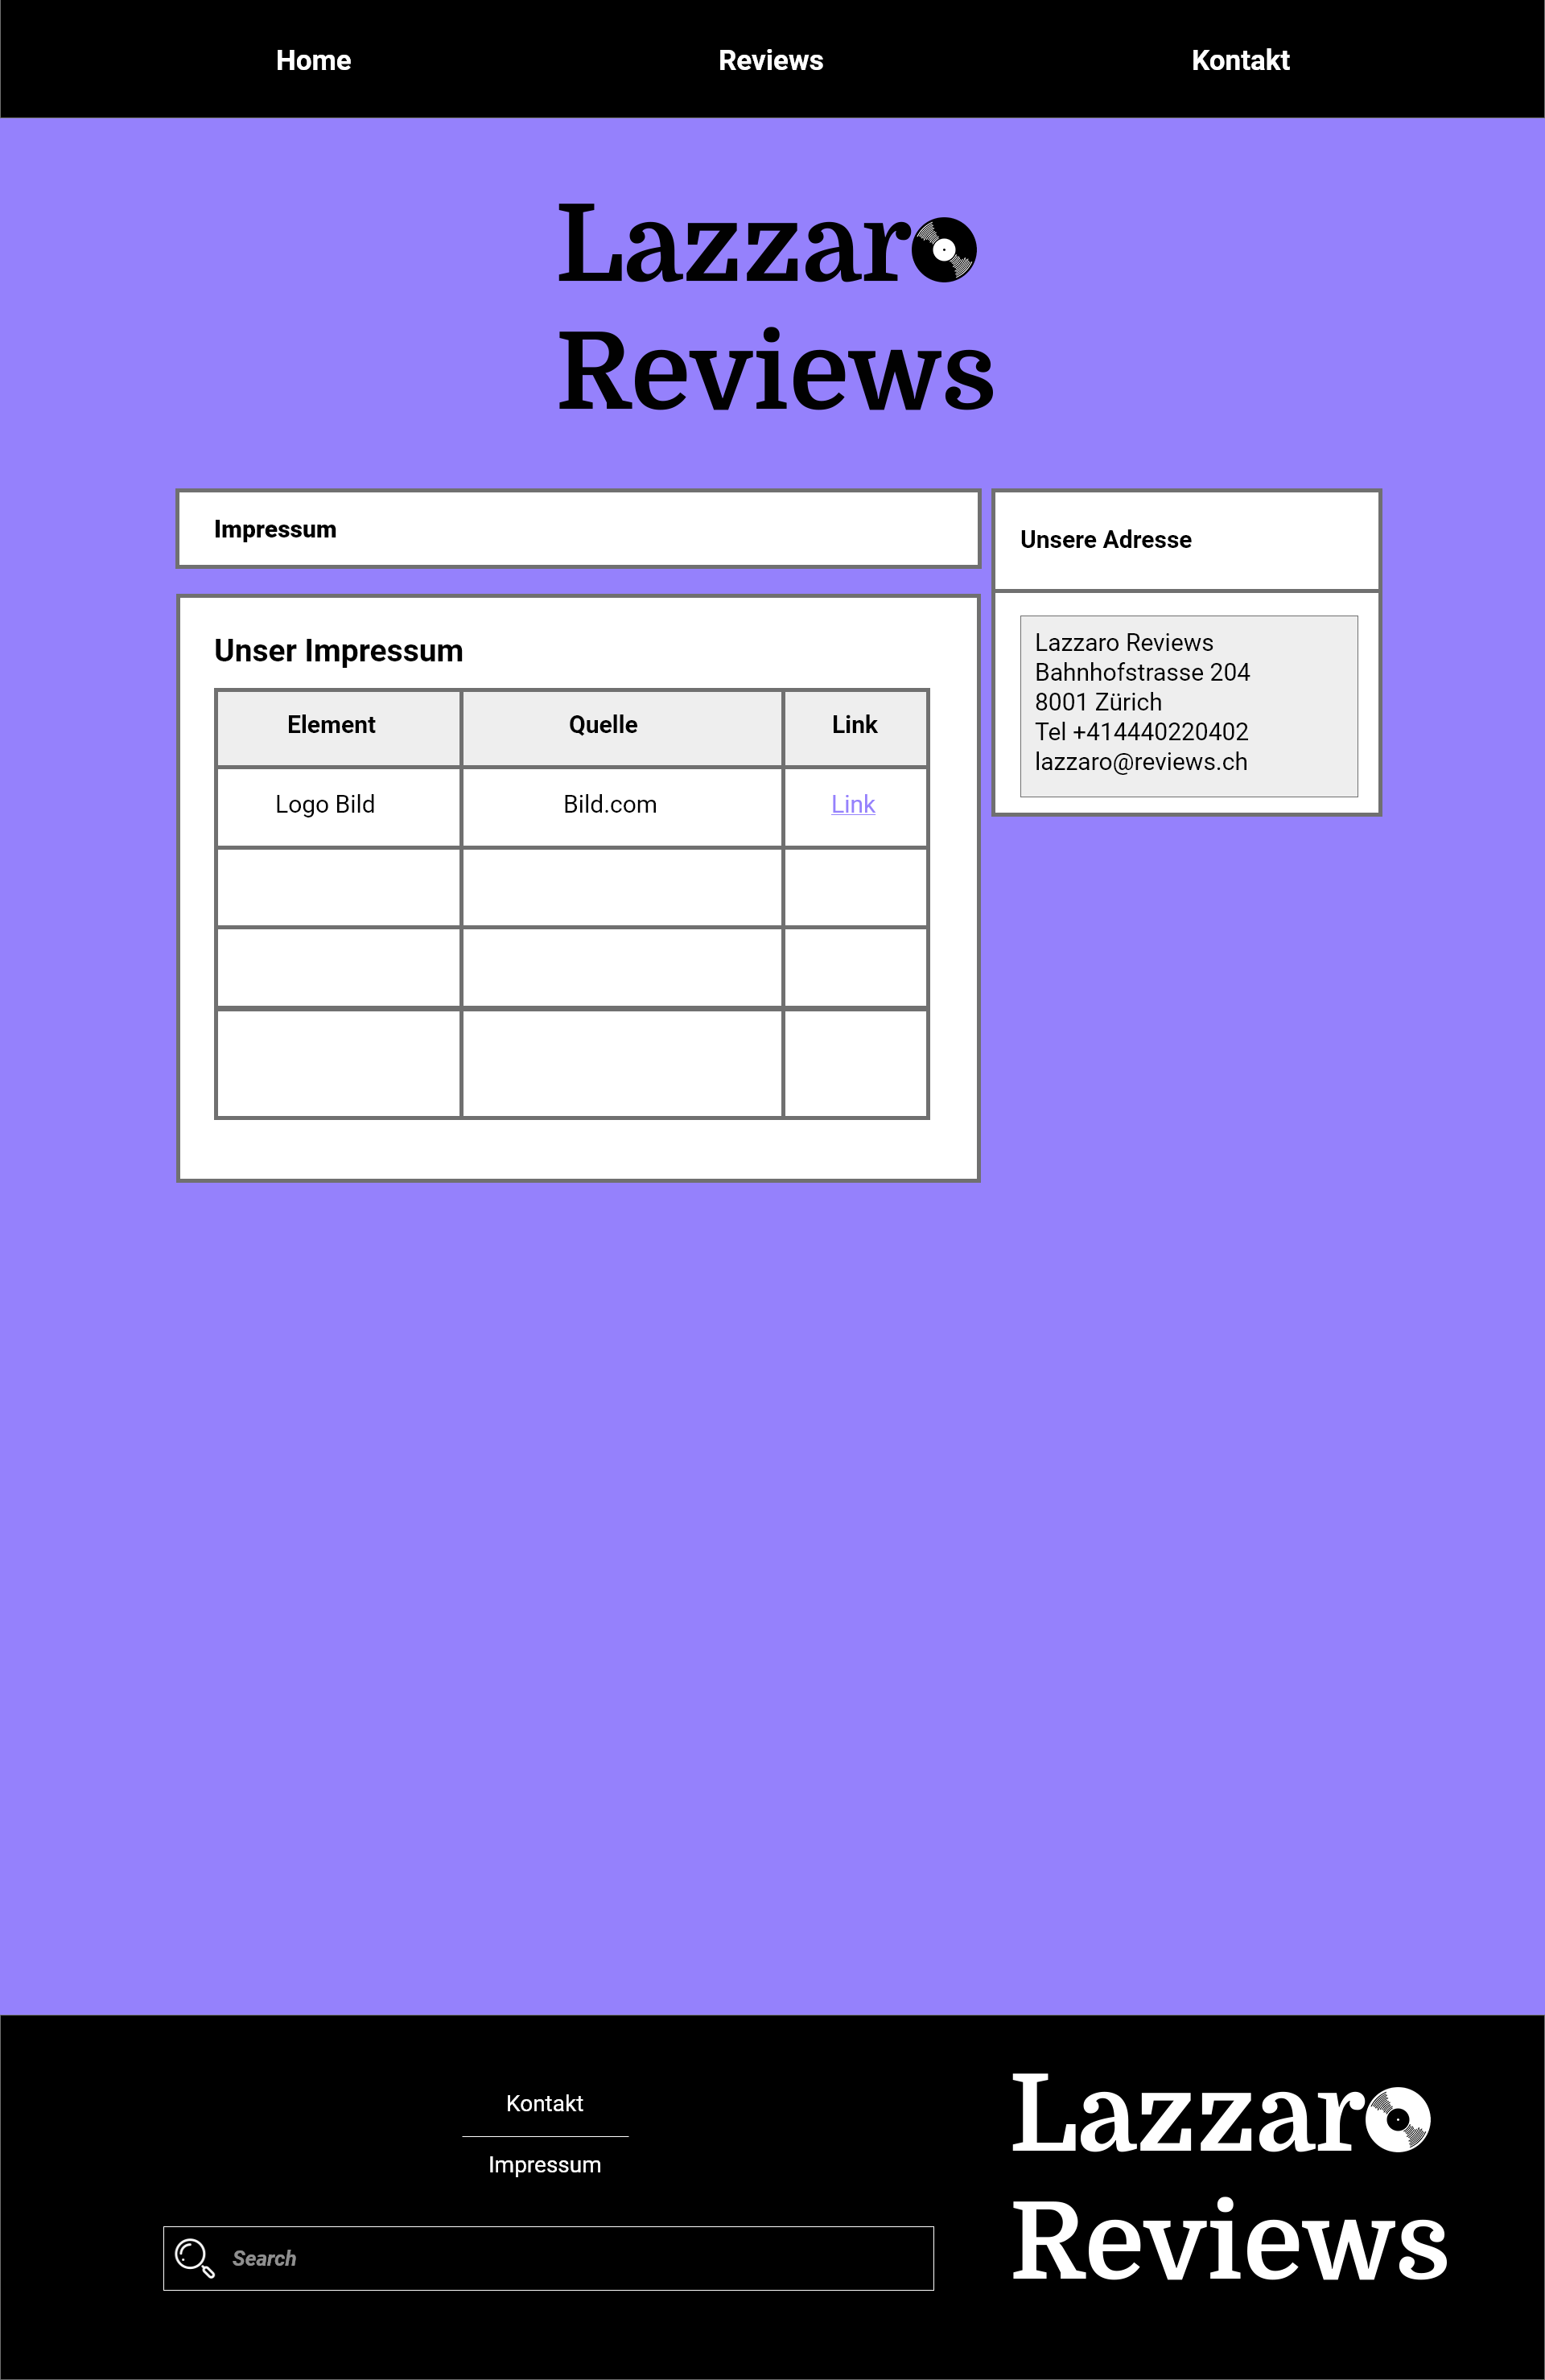 Home
Reviews
Kontakt
Lazzaro
Reviews
Impressum
Unser Impressum
Element
Quelle
Link
Logo Bild
Bild.com
Link
Unsere Adresse
Lazzaro Reviews
Bahnhofstrasse 204
8001 Zürich
Tel +414440220402
lazzaro@reviews.ch
Kontakt
Impressum
Search
Lazzaro
Reviews